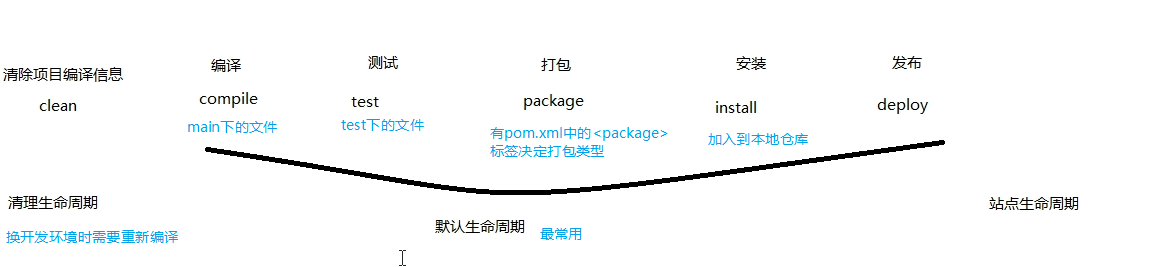 清除项目编译信息
clean
编译
compile
main下的文件
测试
test
test下的文件
打包
package
有pom.xml中的<package>
标签决定打包类型
安装
install
加入到本地仓库
发布
deploy
清理生命周期
换开发环境时需要重新编译
默认生命周期
最常用
站点生命周期